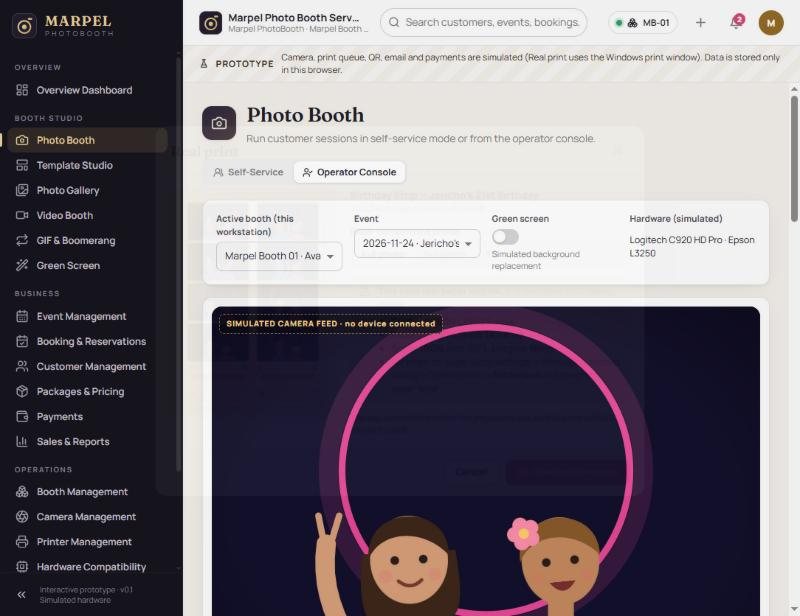 MARPEL
PHOTOBOOTH
OVERVIEW
Overview Dashboard
BOOTH STUDIO
Photo Booth
Template Studio
Photo Gallery
Video Booth
GIF & Boomerang
Green Screen
BUSINESS
Event Management
Booking & Reservations
Customer Management
Packages & Pricing
Payments
Sales & Reports
OPERATIONS
Booth Management
Camera Management
Printer Management
Hardware Compatibility
Interactive prototype · v0.1
Simulated hardware
Marpel Photo Booth Serv...
Marpel PhotoBooth · Marpel Booth ...
Search customers, events, bookings.
MB-01
2
M
PROTOTYPE
Camera, print queue, QR, email and payments are simulated (Real print uses the Windows print window). Data is stored only
in this browser.
Photo Booth
Run customer sessions in self-service mode or from the operator console.
Real print
Self-Service
Operator Console
Active booth (this
workstation)
Marpel Booth 01 · Ava
Event
2026-11-24 · Jericho's
Green screen
Simulated background
replacement
Hardware (simulated)
Logitech C920 HD Pro · Epson
L3250
SIMULATED CAMERA FEED · no device connected
Cancel